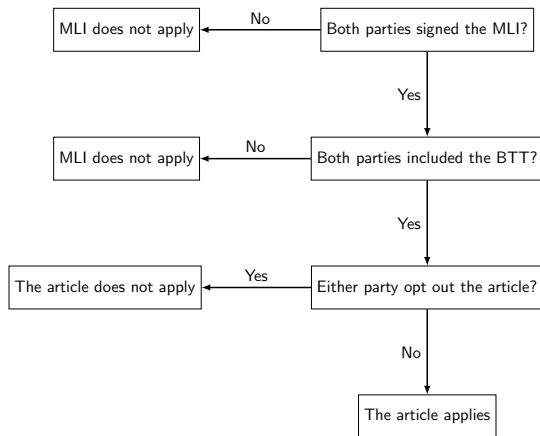 MLI does not apply
No
Both parties signed the MLI?
Yes
MLI does not apply
No
Both parties included the BTT?
Yes
The article does not apply
Yes
Either party opt out the article?
No
The article applies